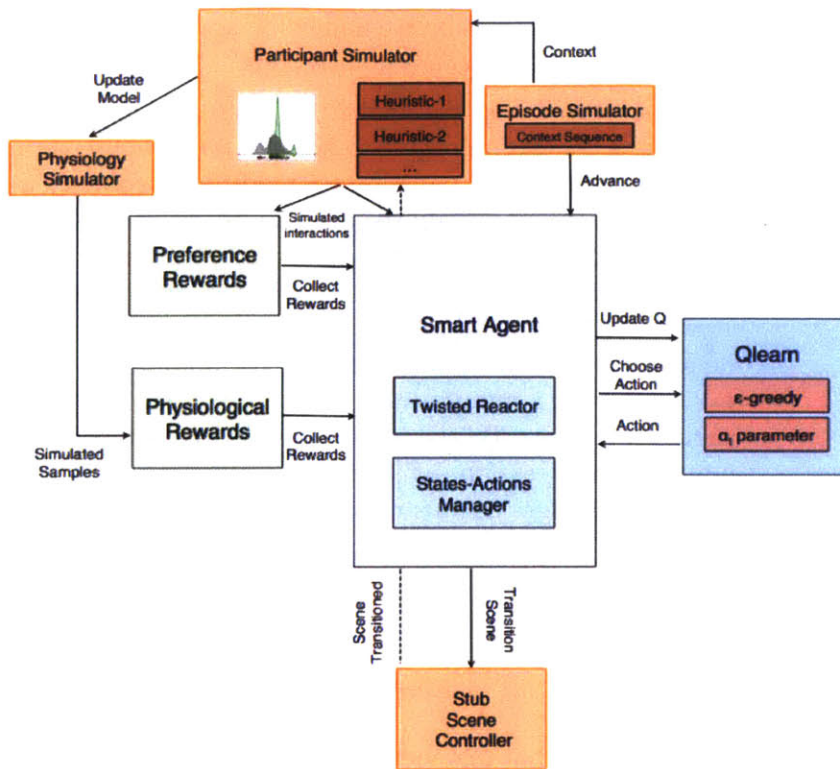 Participant Simulator
Heuristic-1
Heuristic-2
...
Context
Episode Simulator
Context Sequence
Update
Model
Physiology
Simulator
Advance
Simulated
interactions
Preference
Rewards
Collect
Rewards
Smart Agent
Twisted Reactor
States-Actions
Manager
Update Q
Choose
Action
Action
Qlearn
ε-greedy
αt parameter
Physiological
Rewards
Collect
Rewards
Simulated
Samples
Scene
Transitioned
Transition
Scene
Stub
Scene
Controller